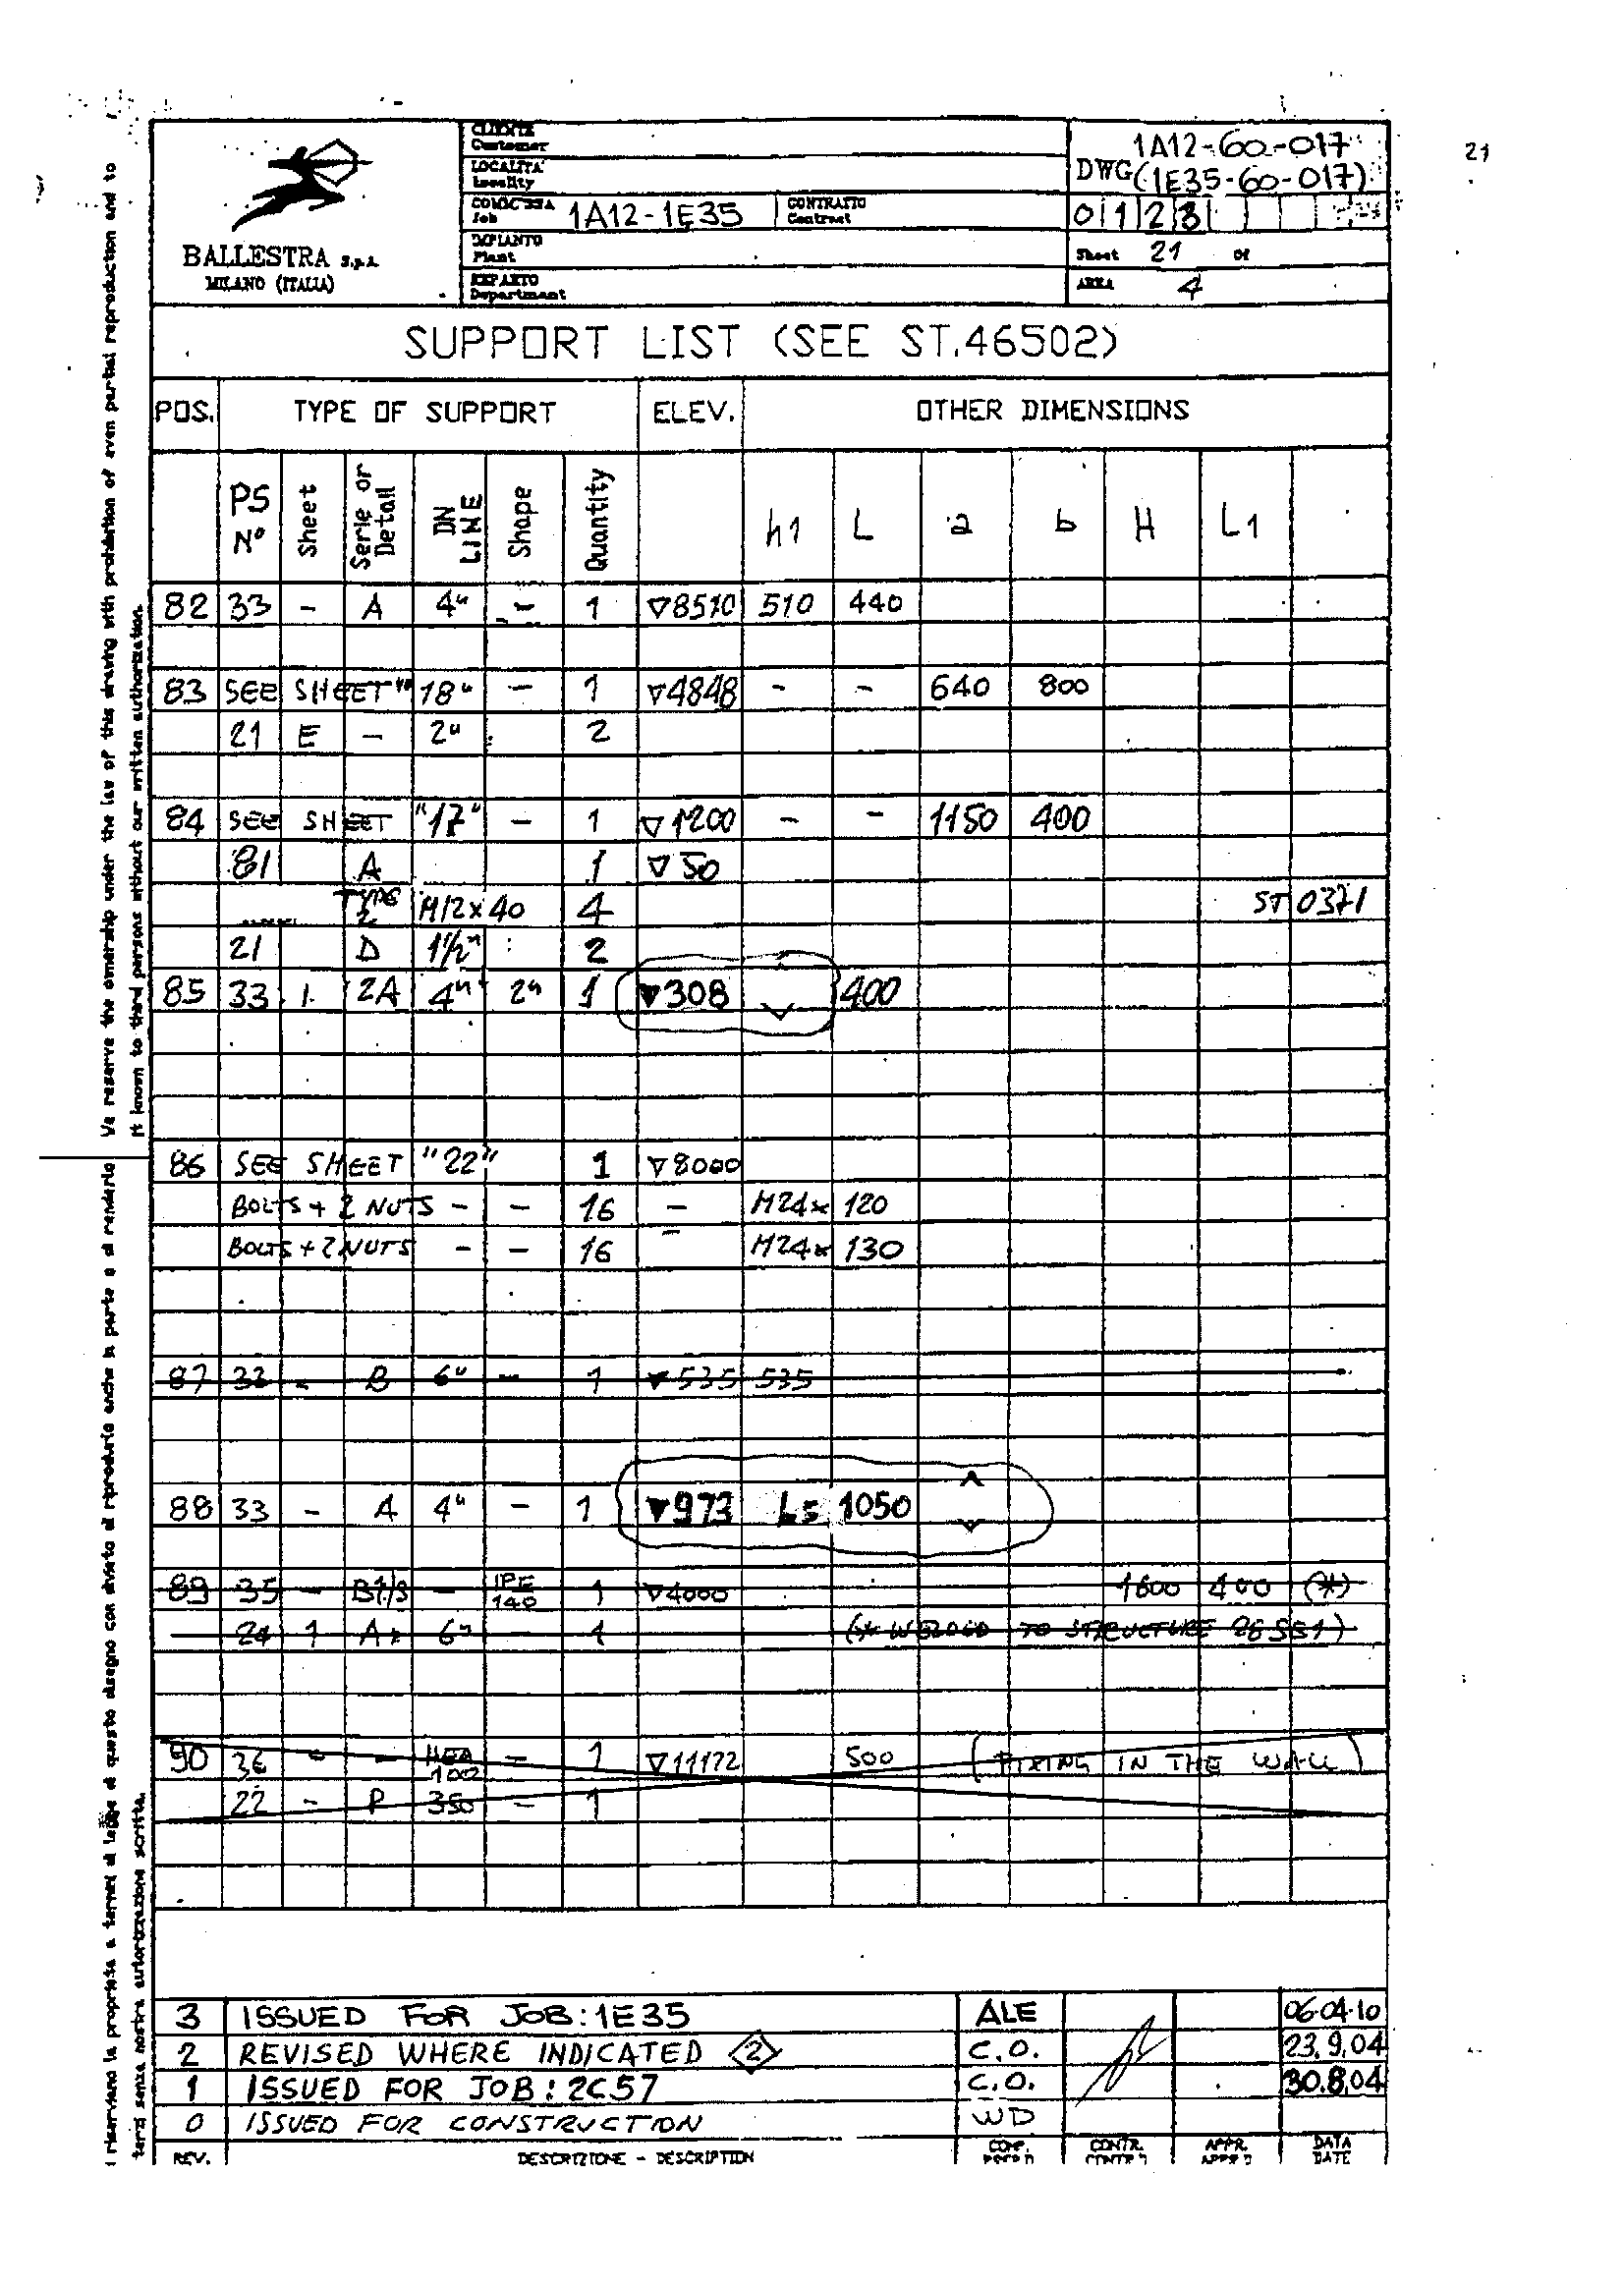 CLIENTE
Customer
LOCALITA'
Locality
COMMESSA
Job 1A12-1E35
CONTRATTO
Contract
IMPIANTO
Plant
REPARTO
Department
BALLESTRA S.p.A.
MILANO (ITALIA)
1A12-60-017
DWG (1E35-60-017)
0 1 2 3
Sheet 21 Of
AREA 4
21
SUPPORT LIST (SEE ST.46502)
POS. TYPE OF SUPPORT ELEV. OTHER DIMENSIONS
PS N° Sheet Serie or Detail DN LINE Shape Quantity h1 L a b H L1
82 33 - A 4" - 1 ▽8510 510 440
83 SEE SHEET 18" - 1 ▽4848 - - 640 800
21 E - 2" 2
84 SEE SHEET "17" - 1 ▽1200 - - 1150 400
81 A 1 ▽50
TYPE M12x40 4 ST 0371
21 D 1½" 2
85 33 1 2A 4" 2" 1 ▼308 400
86 SEE SHEET "22" 1 ▽8000
BOLTS + 2 NUTS - - 16 - M24x 120
BOLTS + 2 NUTS - - 16 - M24x 130
87 33 - B 6" - 1 ▼535 535
88 33 - A 4" - 1 ▼973 L= 1050
89 35 - B1/S - IPE 140 1 ▽4000 1600 400 (*)
24 1 A 6" - 1 (* TO STRUCTURE)
90 36 - - HEA 100 - 1 ▽11172 500 (FIXING IN THE WALL)
22 - P 350 - 1
3 ISSUED FOR JOB:1E35 ALE 06.04.10
2 REVISED WHERE INDICATED 2 C.O. 23.9.04
1 ISSUED FOR JOB: 2C57 C.O. 30.8.04
0 ISSUED FOR CONSTRUCTION WD
REV. DESCRIZIONE - DESCRIPTION COMP. CONTR. APPR. DATA
DATE
We reserve the ownership under the law of this drawing with prohibition of even partial reproduction and to
it known to third persons without our written authorization.
riserviamo la proprieta a termini di legge di questo disegno con divieto di riprodurlo anche in parte o di renderlo
terzi senza nostra autorizzazione scritta.